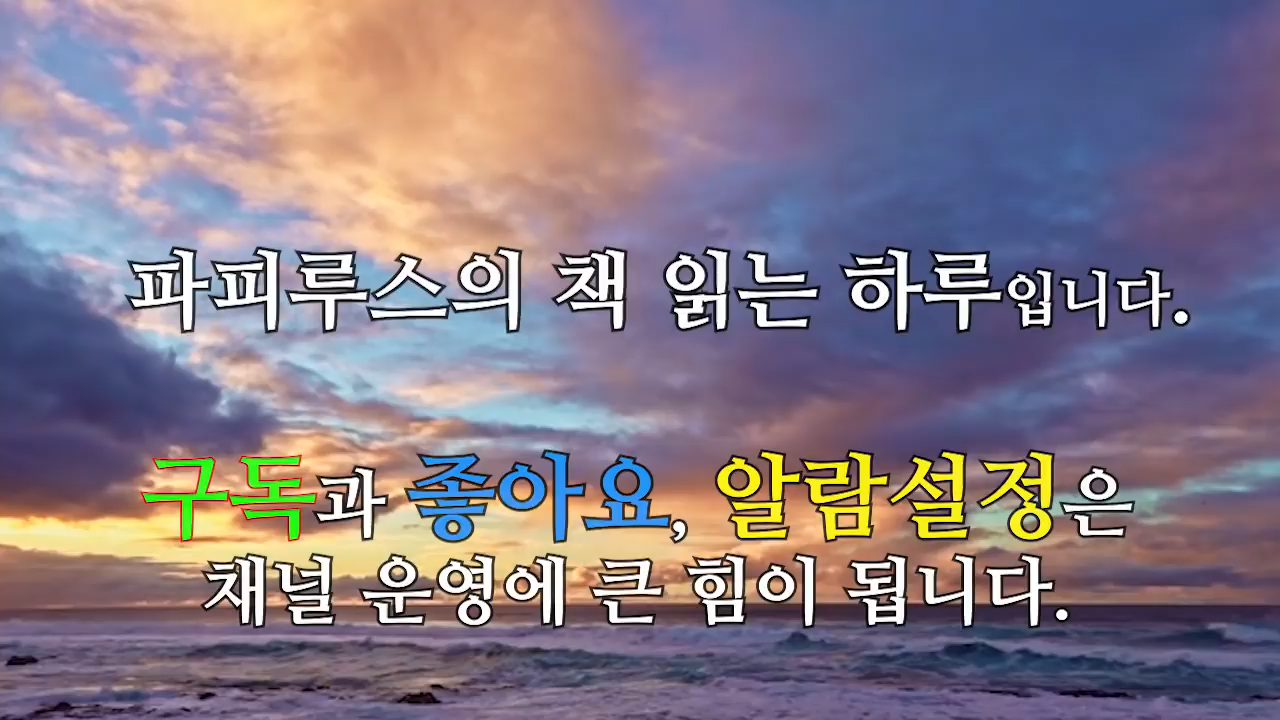 파피루스의 책 읽는 하루입니다.
구독과 좋아요, 알람설정은
채널 운영에 큰 힘이 됩니다.